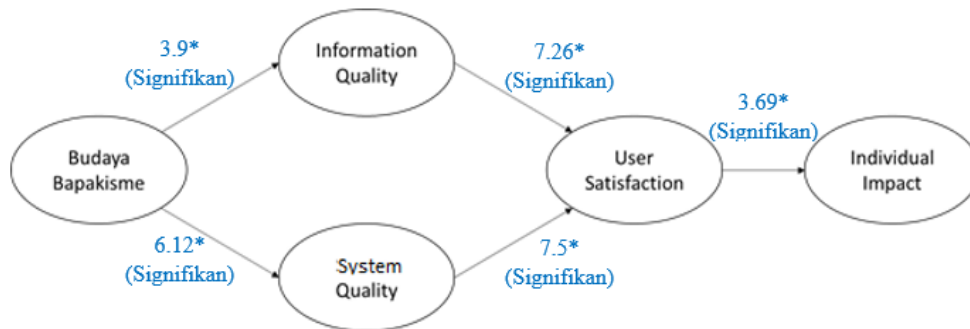 3.9*
(Signifikan)
Information
Quality
7.26*
(Signifikan)
3.69*
(Signifikan)
Budaya
Bapakisme
User
Satisfaction
Individual
Impact
6.12*
(Signifikan)
System
Quality
7.5*
(Signifikan)